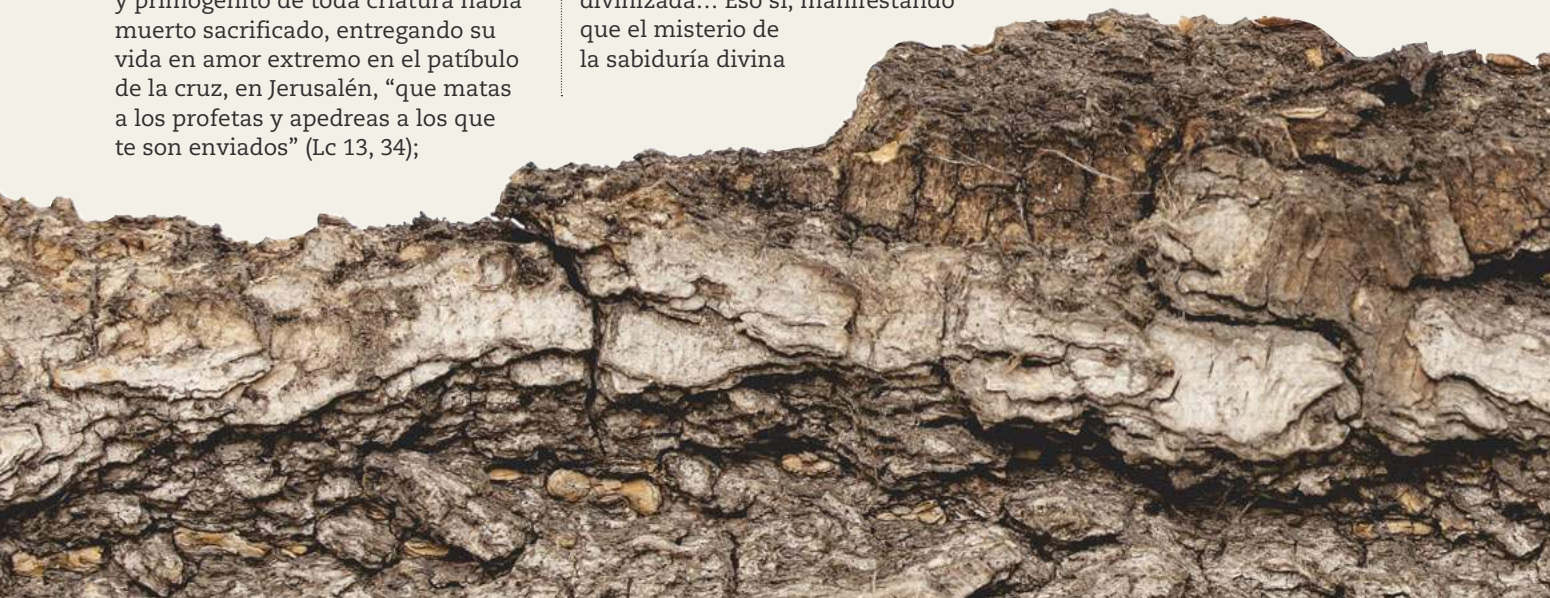 y primogénito de toda criatura había
muerto sacrificado, entregando su
vida en amor extremo en el patíbulo
de la cruz, en Jerusalén, “que matas
a los profetas y apedreas a los que
te son enviados” (Lc 13, 34);
divinizada… Eso sí, manifestando
que el misterio de
la sabiduría divina